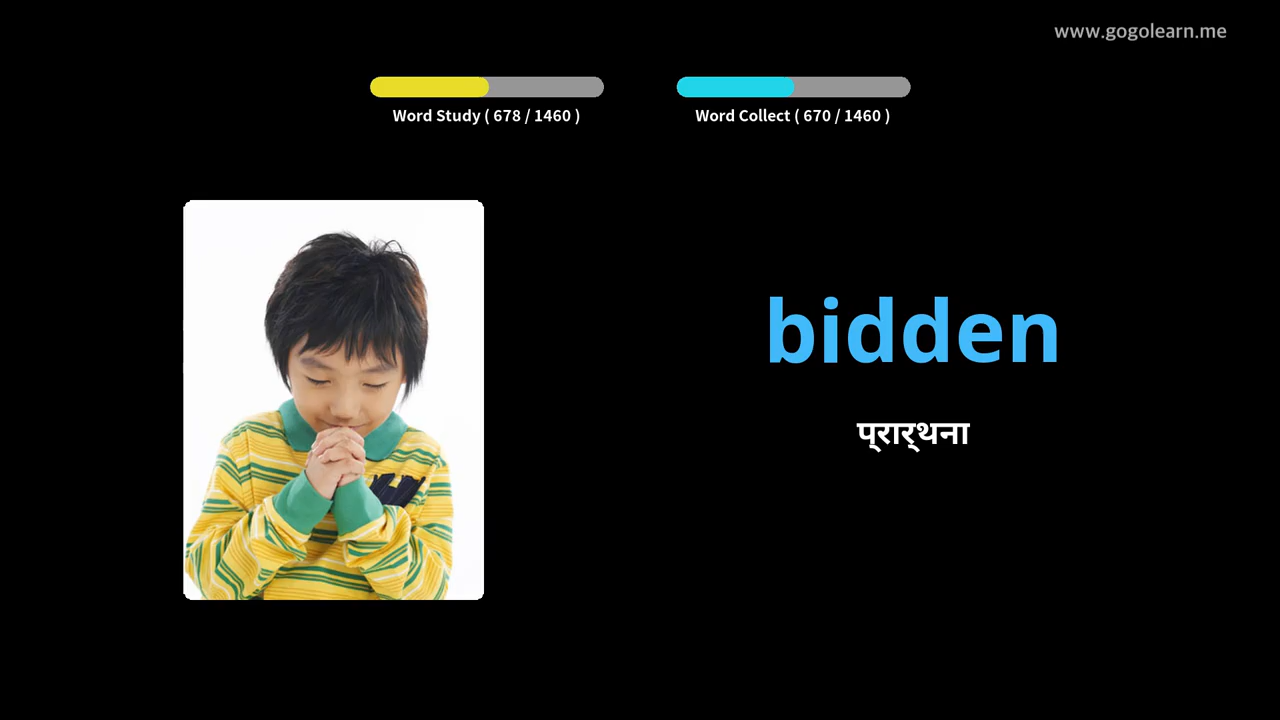 www.gogolearn.me
Word Study ( 678 / 1460 )
Word Collect ( 670 / 1460 )
bidden
प्रार्थना